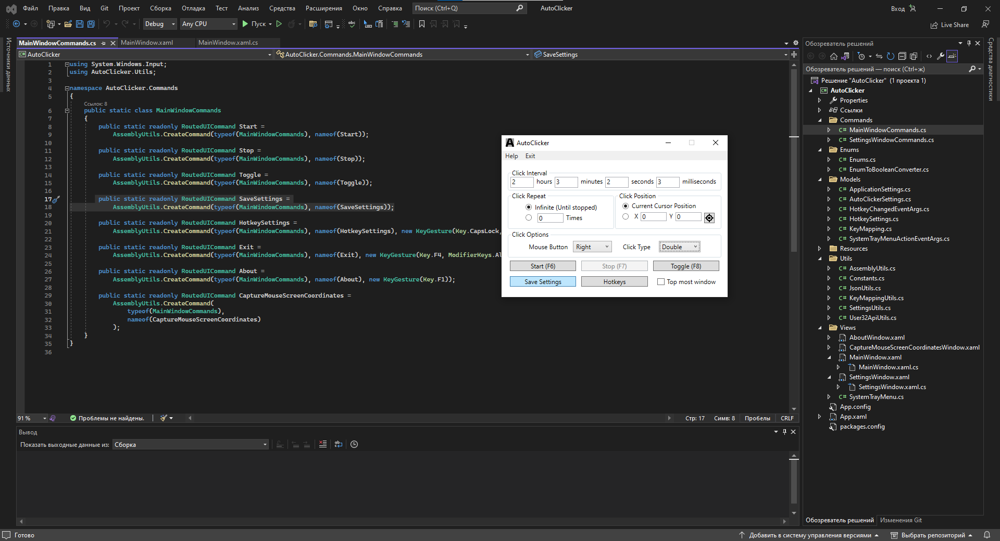 Файл Правка Вид Git Проект Сборка Отладка Тест Анализ Средства Расширения Окно Справка Поиск (Ctrl+Q) AutoClicker Вход
Debug Any CPU Пуск Live Share
Источники данных
MainWindowCommands.cs MainWindow.xaml MainWindow.xaml.cs
AutoClicker AutoClicker.Commands.MainWindowCommands SaveSettings
1 using System.Windows.Input;
2 using AutoClicker.Utils;
3
4 namespace AutoClicker.Commands
5 {
Ссылок: 8
6 public static class MainWindowCommands
7 {
8 public static readonly RoutedUICommand Start =
9 AssemblyUtils.CreateCommand(typeof(MainWindowCommands), nameof(Start));
10
11 public static readonly RoutedUICommand Stop =
12 AssemblyUtils.CreateCommand(typeof(MainWindowCommands), nameof(Stop));
13
14 public static readonly RoutedUICommand Toggle =
15 AssemblyUtils.CreateCommand(typeof(MainWindowCommands), nameof(Toggle));
16
17 public static readonly RoutedUICommand SaveSettings =
18 AssemblyUtils.CreateCommand(typeof(MainWindowCommands), nameof(SaveSettings));
19
20 public static readonly RoutedUICommand HotkeySettings =
21 AssemblyUtils.CreateCommand(typeof(MainWindowCommands), nameof(HotkeySettings), new KeyGesture(Key.CapsLock,
22
23 public static readonly RoutedUICommand Exit =
24 AssemblyUtils.CreateCommand(typeof(MainWindowCommands), nameof(Exit), new KeyGesture(Key.F4, ModifierKeys.Al
25
26 public static readonly RoutedUICommand About =
27 AssemblyUtils.CreateCommand(typeof(MainWindowCommands), nameof(About), new KeyGesture(Key.F1));
28
29 public static readonly RoutedUICommand CaptureMouseScreenCoordinates =
30 AssemblyUtils.CreateCommand(
31 typeof(MainWindowCommands),
32 nameof(CaptureMouseScreenCoordinates)
33 );
34 }
35 }
36
AutoClicker
Help Exit
Click Interval
2 hours 3 minutes 2 seconds 3 milliseconds
Click Repeat
Infinite (Until stopped)
0 Times
Click Position
Current Cursor Position
X 0 Y 0
Click Options
Mouse Button Right Click Type Double
Start (F6) Stop (F7) Toggle (F8)
Save Settings Hotkeys Top most window
91 % Проблемы не найдены. Стр: 17 Симв: 8 Пробелы CRLF
Вывод
Показать выходные данные из: Сборка
Обозреватель решений
Обозреватель решений — поиск (Ctrl+ж)
Решение "AutoClicker" (1 проекта 1)
AutoClicker
Properties
Ссылки
Commands
C# MainWindowCommands.cs
C# SettingsWindowCommands.cs
Enums
C# Enums.cs
C# EnumToBooleanConverter.cs
Models
C# ApplicationSettings.cs
C# AutoClickerSettings.cs
C# HotkeyChangedEventArgs.cs
C# HotkeySettings.cs
C# KeyMapping.cs
C# SystemTrayMenuActionEventArgs.cs
Resources
Utils
C# AssemblyUtils.cs
C# Constants.cs
C# JsonUtils.cs
C# KeyMappingUtils.cs
C# SettingsUtils.cs
C# User32ApiUtils.cs
Views
AboutWindow.xaml
CaptureMouseScreenCoordinatesWindow.xaml
MainWindow.xaml
MainWindow.xaml.cs
SettingsWindow.xaml
SettingsWindow.xaml.cs
C# SystemTrayMenu.cs
App.config
App.xaml
packages.config
Обозреватель решений Изменения Git
Средства диагностики
Готово Добавить в систему управления версиями Выбрать репозиторий